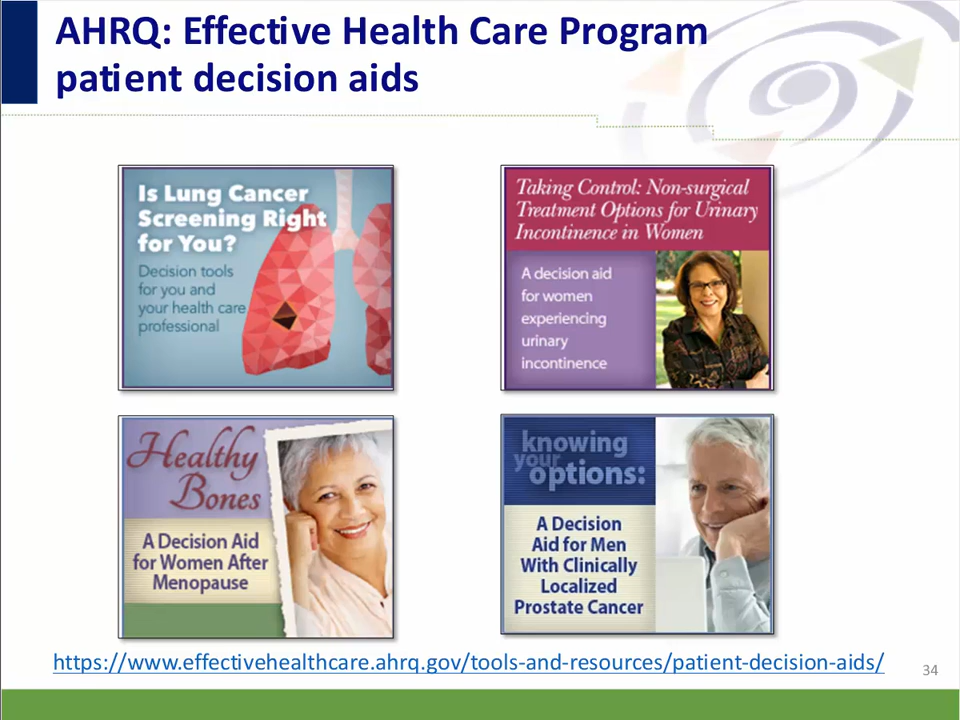 AHRQ: Effective Health Care Program
patient decision aids
Is Lung Cancer
Screening Right
for You?
Decision tools
for you and
your health care
professional
Taking Control: Non-surgical
Treatment Options for Urinary
Incontinence in Women
A decision aid
for women
experiencing
urinary
incontinence
Healthy
Bones
A Decision Aid
for Women After
Menopause
knowing
your
options:
A Decision
Aid for Men
With Clinically
Localized
Prostate Cancer
https://www.effectivehealthcare.ahrq.gov/tools-and-resources/patient-decision-aids/
34